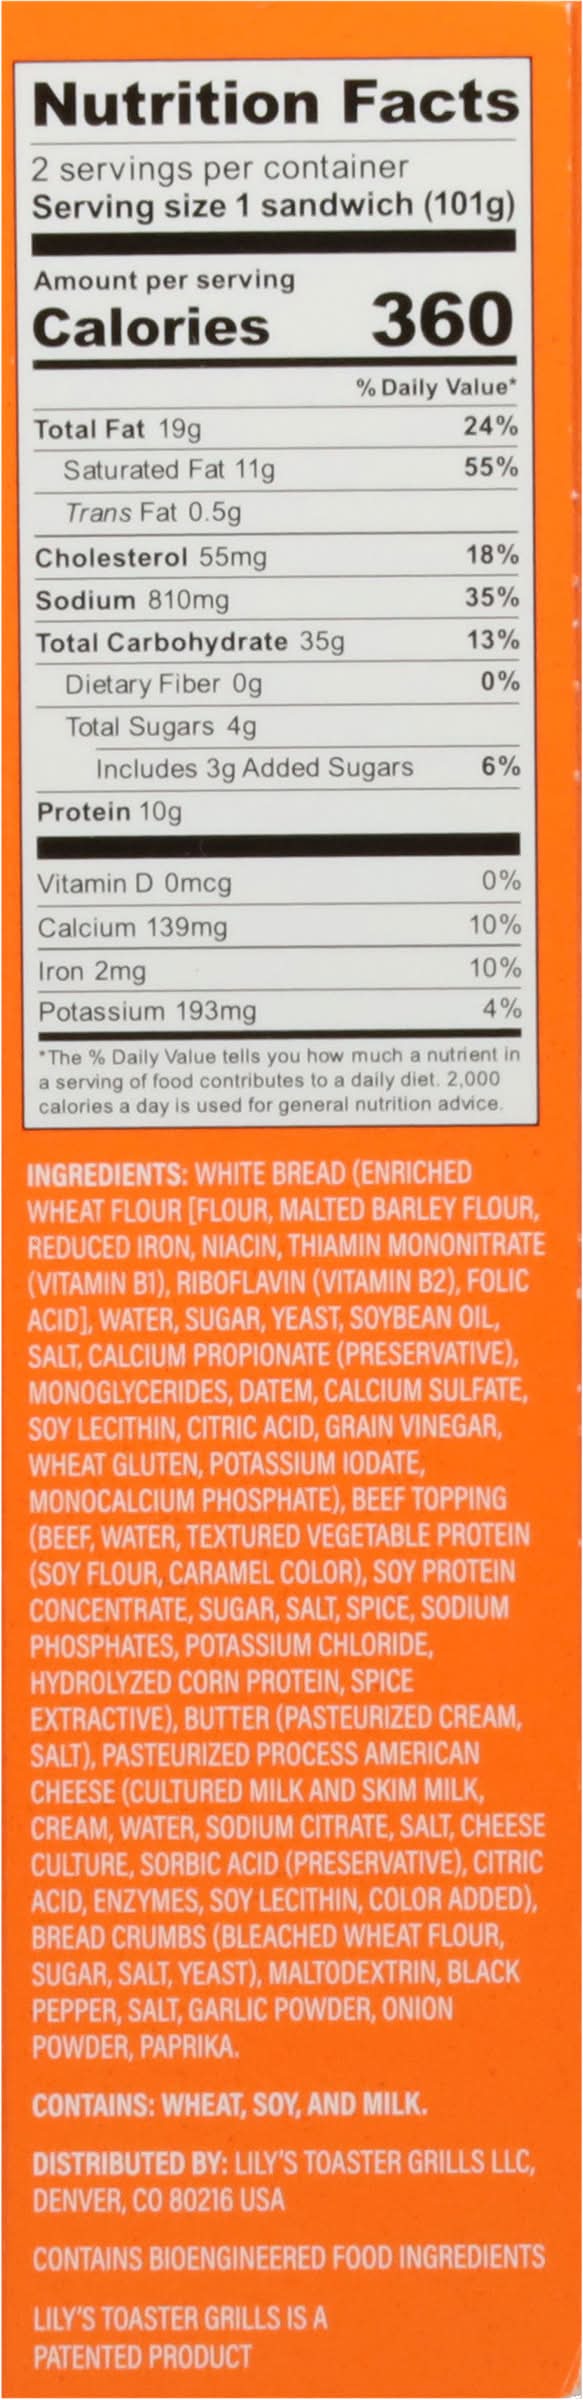 Nutrition Facts
2 servings per container
Serving size 1 sandwich (101g)
Amount per serving
Calories 360
% Daily Value*
Total Fat 19g 24%
Saturated Fat 11g 55%
Trans Fat 0.5g
Cholesterol 55mg 18%
Sodium 810mg 35%
Total Carbohydrate 35g 13%
Dietary Fiber 0g 0%
Total Sugars 4g
Includes 3g Added Sugars 6%
Protein 10g
Vitamin D 0mcg 0%
Calcium 139mg 10%
Iron 2mg 10%
Potassium 193mg 4%
*The % Daily Value tells you how much a nutrient in
a serving of food contributes to a daily diet. 2,000
calories a day is used for general nutrition advice.
INGREDIENTS: WHITE BREAD (ENRICHED
WHEAT FLOUR [FLOUR, MALTED BARLEY FLOUR,
REDUCED IRON, NIACIN, THIAMIN MONONITRATE
(VITAMIN B1), RIBOFLAVIN (VITAMIN B2), FOLIC
ACID], WATER, SUGAR, YEAST, SOYBEAN OIL,
SALT, CALCIUM PROPIONATE (PRESERVATIVE),
MONOGLYCERIDES, DATEM, CALCIUM SULFATE,
SOY LECITHIN, CITRIC ACID, GRAIN VINEGAR,
WHEAT GLUTEN, POTASSIUM IODATE,
MONOCALCIUM PHOSPHATE), BEEF TOPPING
(BEEF, WATER, TEXTURED VEGETABLE PROTEIN
(SOY FLOUR, CARAMEL COLOR), SOY PROTEIN
CONCENTRATE, SUGAR, SALT, SPICE, SODIUM
PHOSPHATES, POTASSIUM CHLORIDE,
HYDROLYZED CORN PROTEIN, SPICE
EXTRACTIVE), BUTTER (PASTEURIZED CREAM,
SALT), PASTEURIZED PROCESS AMERICAN
CHEESE (CULTURED MILK AND SKIM MILK,
CREAM, WATER, SODIUM CITRATE, SALT, CHEESE
CULTURE, SORBIC ACID (PRESERVATIVE), CITRIC
ACID, ENZYMES, SOY LECITHIN, COLOR ADDED),
BREAD CRUMBS (BLEACHED WHEAT FLOUR,
SUGAR, SALT, YEAST), MALTODEXTRIN, BLACK
PEPPER, SALT, GARLIC POWDER, ONION
POWDER, PAPRIKA.
CONTAINS: WHEAT, SOY, AND MILK.
DISTRIBUTED BY: LILY'S TOASTER GRILLS LLC,
DENVER, CO 80216 USA
CONTAINS BIOENGINEERED FOOD INGREDIENTS
LILY'S TOASTER GRILLS IS A
PATENTED PRODUCT